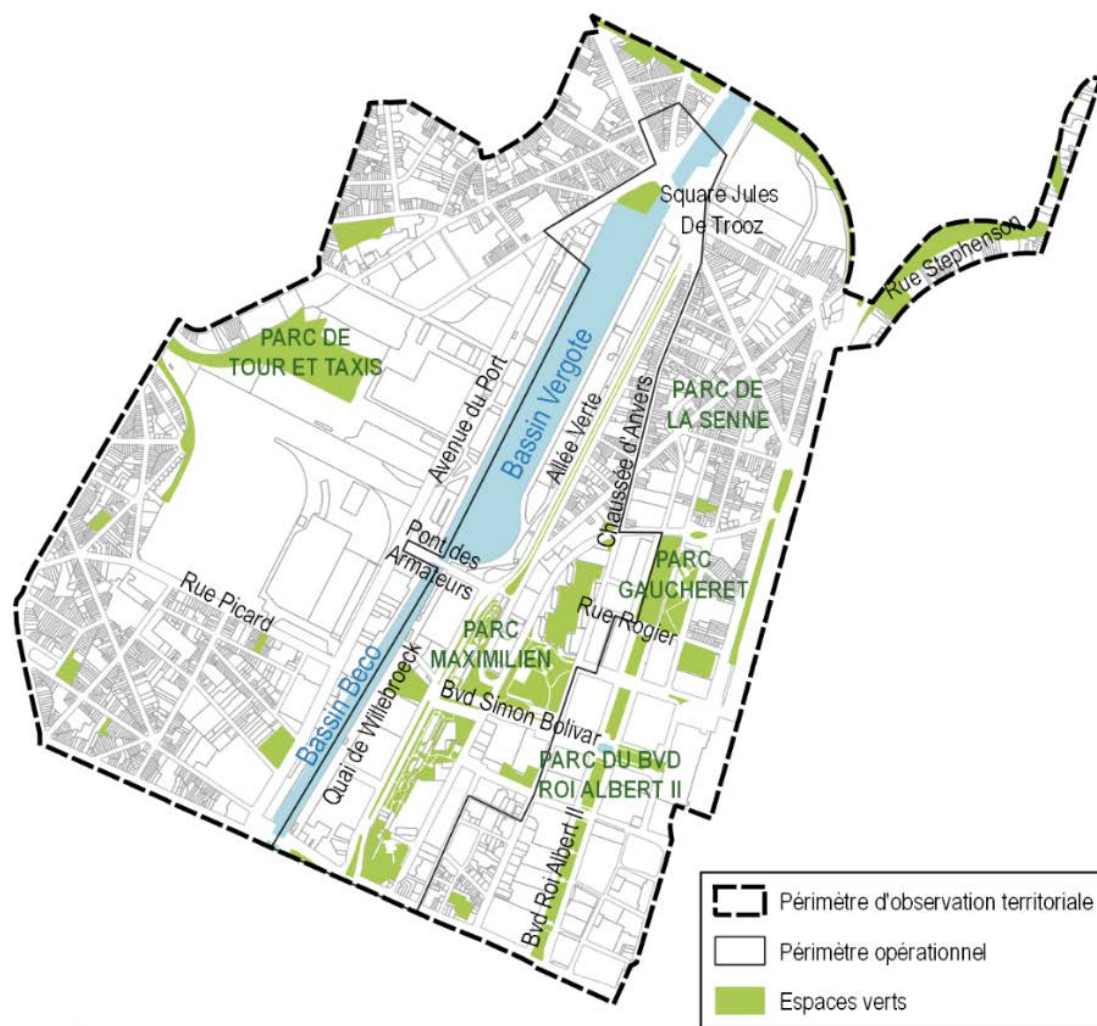 Square Jules
De Trooz
Rue Stephenson
PARC DE
TOUR ET TAXIS
Avenue du Port
Bassin Vergote
Allée Verte
Chaussée d'Anvers
PARC DE
LA SENNE
Pont des
Armateurs
PARC
GAUCHERET
Rue Picard
Rue Rogier
PARC
MAXIMILIEN
Bassin Beco
Quai de Willebroeck
Bvd Simon Bolivar
PARC DU BVD
ROI ALBERT II
Bvd Roi Albert II
Périmètre d'observation territoriale
Périmètre opérationnel
Espaces verts